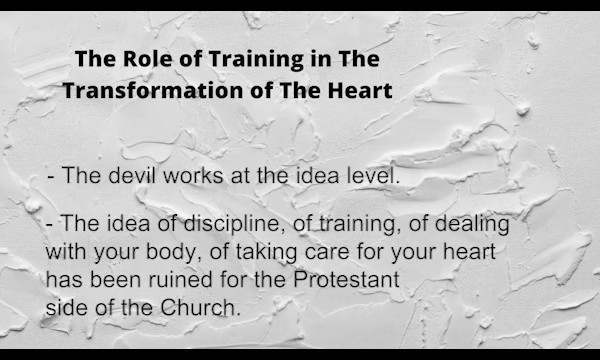 The Role of Training in The
Transformation of The Heart
- The devil works at the idea level.
- The idea of discipline, of training, of dealing
with your body, of taking care for your heart
has been ruined for the Protestant
side of the Church.